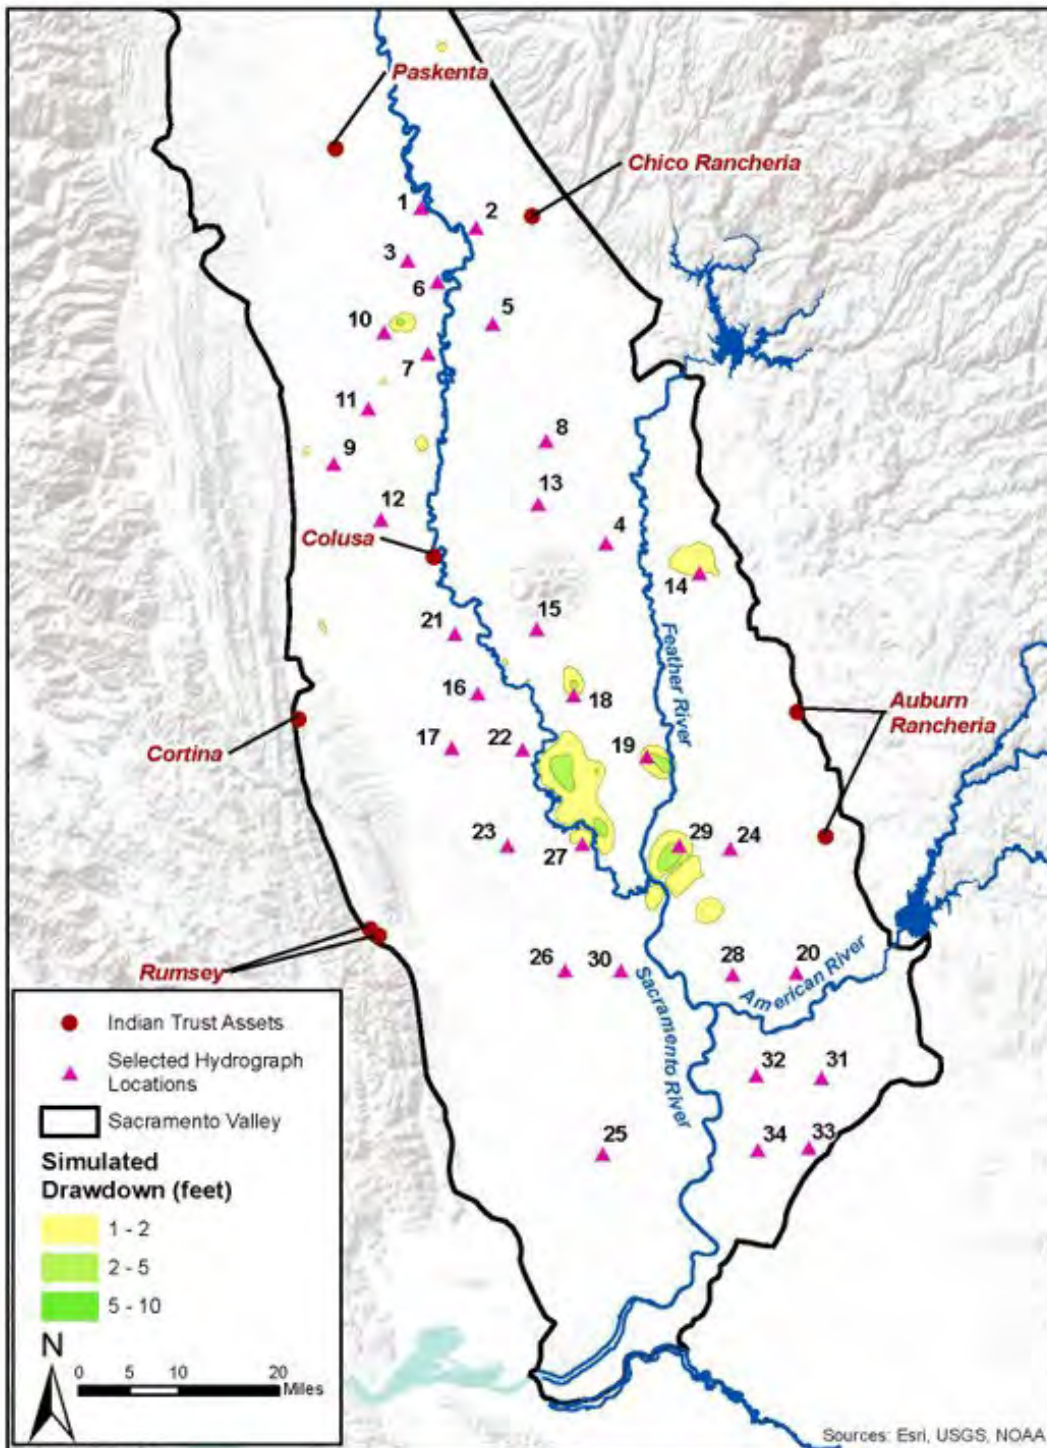 Paskenta
Chico Rancheria
1
2
3
6
5
10
7
11
8
9
13
12
4
Colusa
14
15
21
Feather River
16
18
Auburn
Rancheria
Cortina
17
22
19
23
27
29
24
Rumsey
26
30
28
20
American River
Sacramento River
32
31
25
34
33
Indian Trust Assets
Selected Hydrograph
Locations
Sacramento Valley
Simulated
Drawdown (feet)
1 - 2
2 - 5
5 - 10
N
0 5 10 20
Miles
Sources: Esri, USGS, NOAA